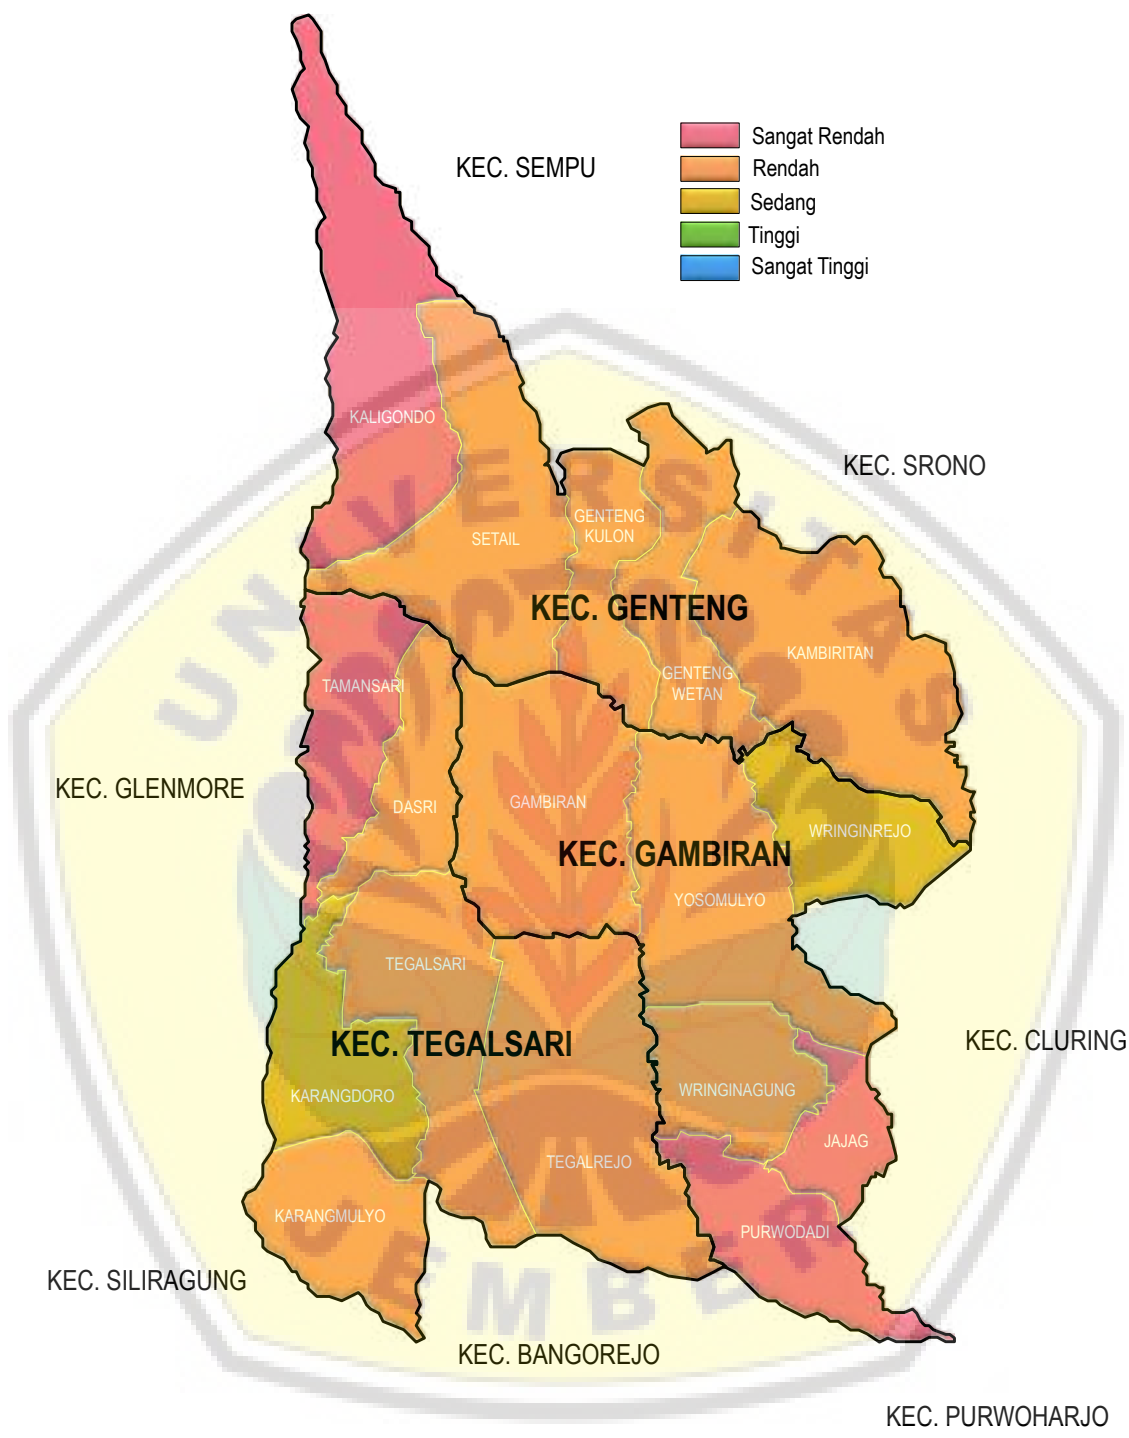 KEC. SEMPU
Sangat Rendah
Rendah
Sedang
Tinggi
Sangat Tinggi
KALIGONDO
KEC. SRONO
SETAIL
GENTENG
KULON
KEC. GENTENG
KAMBIRITAN
GENTENG
WETAN
TAMANSARI
KEC. GLENMORE
DASRI
GAMBIRAN
WRINGINREJO
KEC. GAMBIRAN
YOSOMULYO
TEGALSARI
KEC. TEGALSARI
KEC. CLURING
KARANGDORO
WRINGINAGUNG
JAJAG
TEGALREJO
KARANGMULYO
PURWODADI
KEC. SILIRAGUNG
KEC. BANGOREJO
KEC. PURWOHARJO
UNIVERSITAS
JEMBER